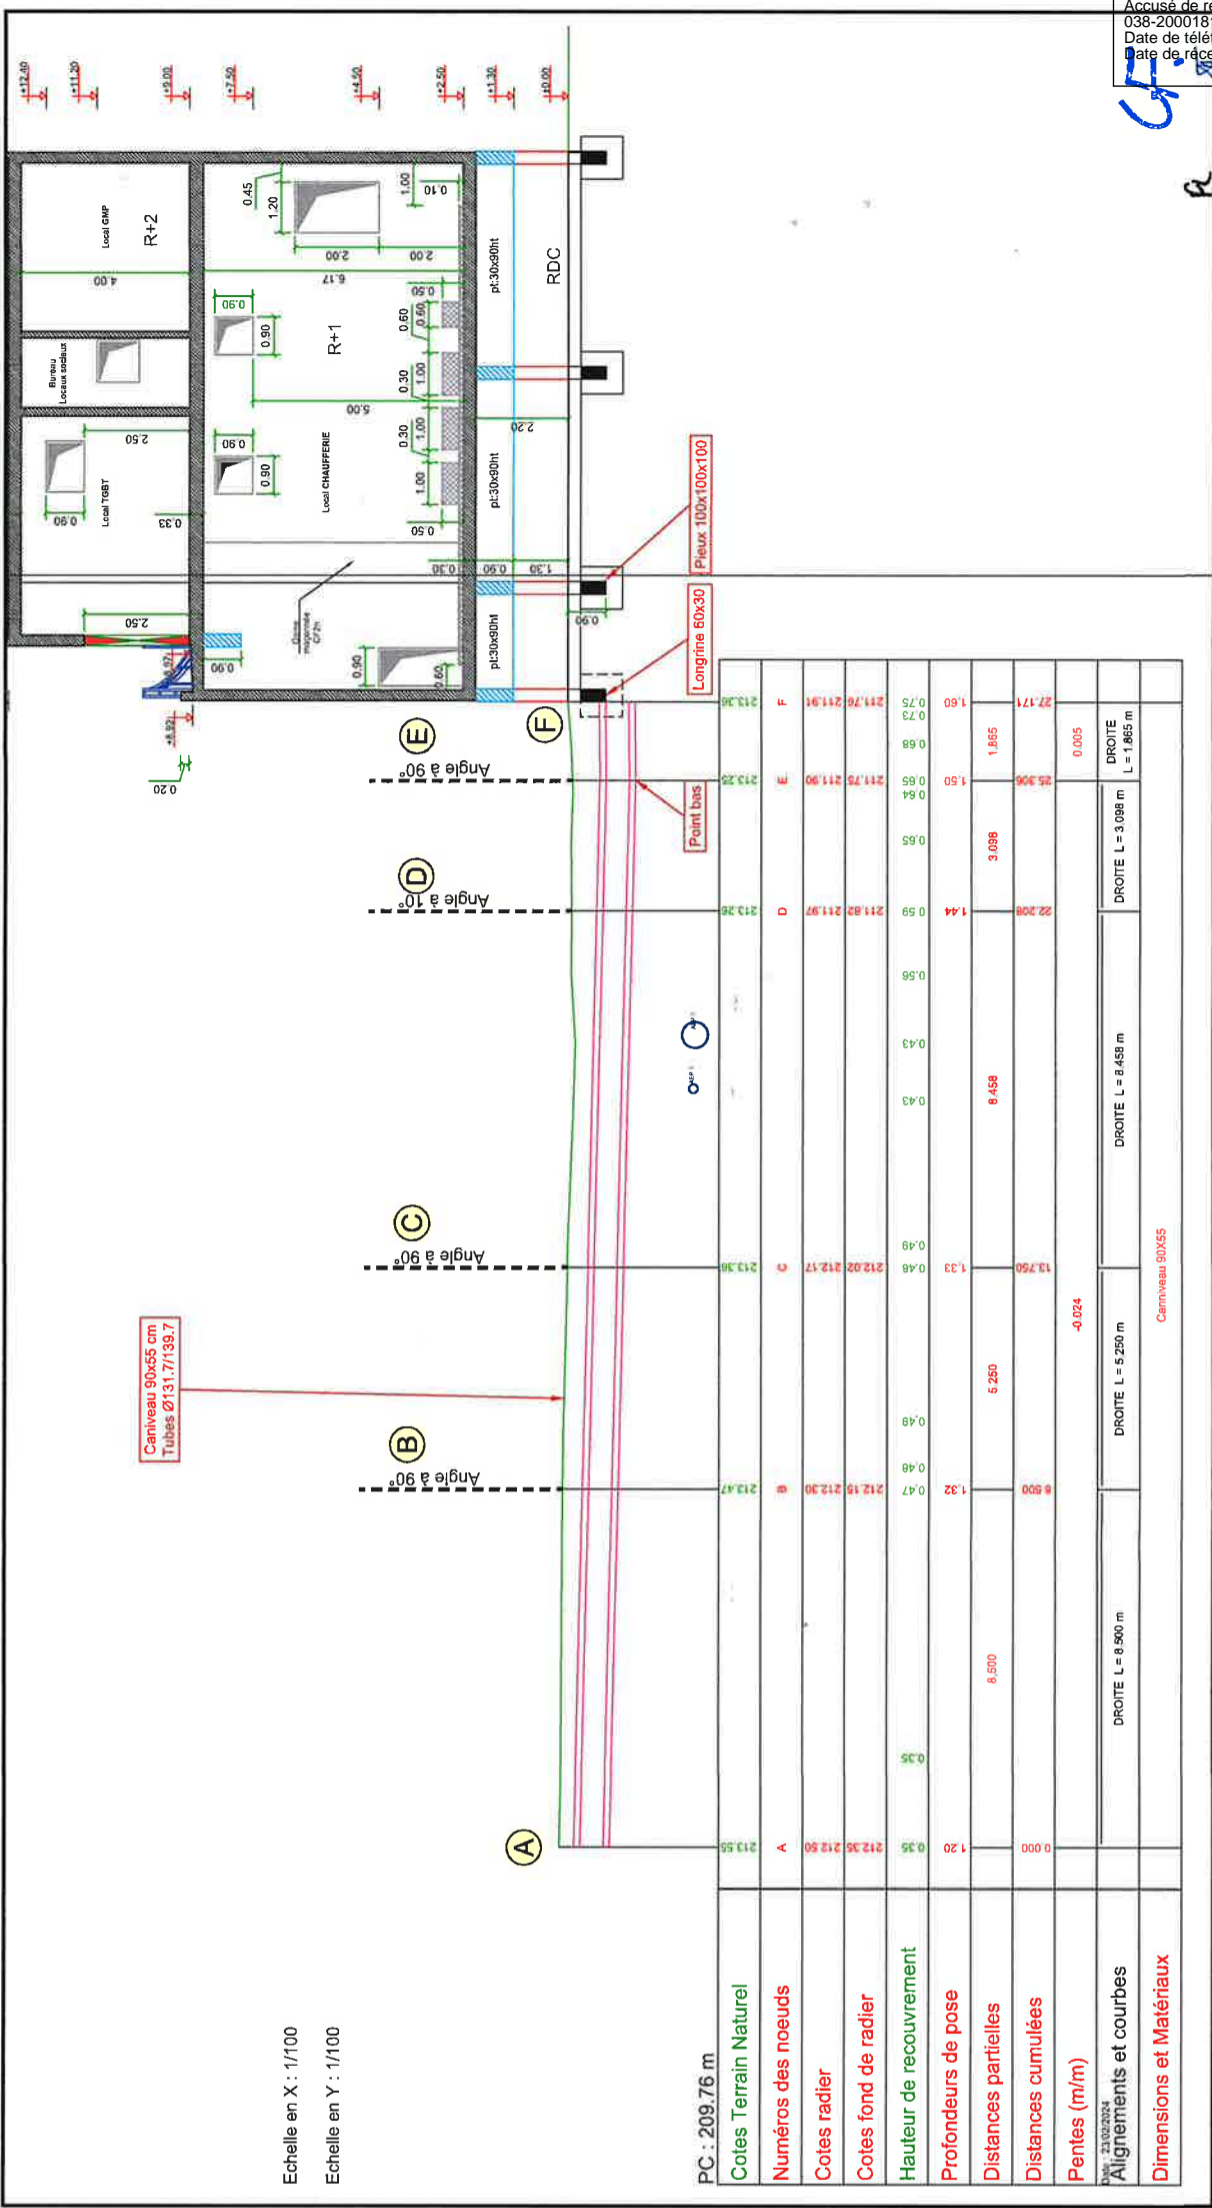 Accusé de ré
038-2000181
Date de télét
Date de réce
+12.40
+11.20
+9.00
+7.50
+4.50
+2.50
+1.30
±0.00
Local GMP
R+2
4.00
Bureau
Locaux sociaux
Local TGBT
2.50
0.90
0.33
2.50
0.90
+8.92
0.20
0.45
1.20
1.00
0.10
2.00
2.00
6.17
R+1
0.90
0.90
5.00
0.90
0.90
Local CHAUFFERIE
0.50
0.60
0.60
0.30
1.00
0.30
1.00
1.00
0.50
CF2h
0.90
0.60
pt:30x90ht
pt:30x90ht
pt:30x90ht
RDC
2.20
0.30
0.90
1.30
0.90
Pieux 100x100x100
Longrine 60x30
Point bas
F
E
Angle à 90°
D
Angle à 10°
C
Angle à 90°
B
Angle à 90°
A
Caniveau 90x55 cm
Tubes Ø131.7/139.7
Echelle en X : 1/100
Echelle en Y : 1/100
PC : 209.76 m
Cotes Terrain Naturel 213.55 213.47 213.36 213.26 213.25 213.36
Numéros des noeuds A B C D E F
Cotes radier 212.50 212.30 212.17 211.97 211.90 211.91
Cotes fond de radier 212.35 212.15 212.02 211.82 211.75 211.76
Hauteur de recouvrement 0.35 0.35 0.47 0.48 0.49 0.48 0.49 0.43 0.43 0.56 0.59 0.65 0.64 0.65 0.68 0.73 0.75
Profondeurs de pose 1.20 1.32 1.33 1.44 1.50 1.60
Distances partielles 8.500 5.250 8.458 3.098 1.865
Distances cumulées 0.000 8.500 13.750 22.208 25.306 27.171
Pentes (m/m) -0.024 0.005
Date : 23/02/2024
Alignements et courbes DROITE L = 8.500 m DROITE L = 5.250 m DROITE L = 8.458 m DROITE L = 3.098 m DROITE L = 1.865 m
Dimensions et Matériaux Canniveau 90X55